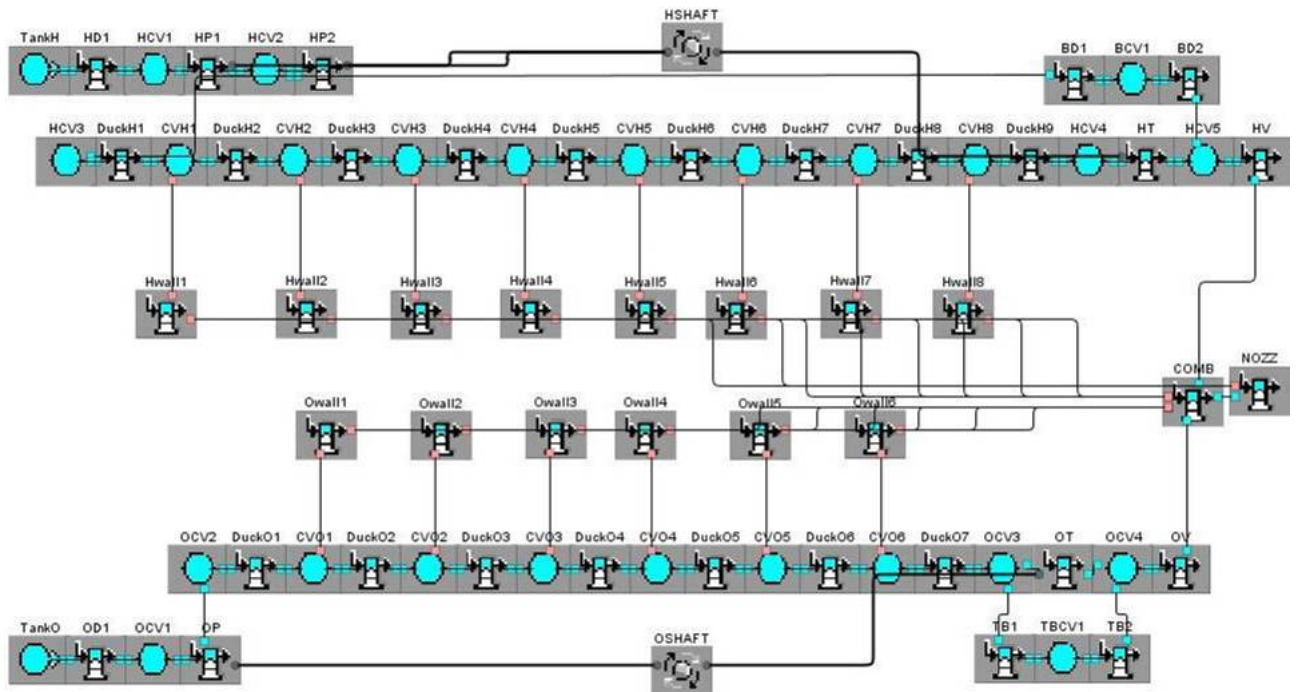 HSHAFT
TankH HD1 HCV1 HP1 HCV2 HP2
BD1 BCV1 BD2
HCV3 DuckH1 CVH1 DuckH2 CVH2 DuckH3 CVH3 DuckH4 CVH4 DuckH5 CVH5 DuckH6 CVH6 DuckH7 CVH7 DuckH8 CVH8 DuckH9 HCV4 HT HCV5 HV
Hwall1 Hwall2 Hwall3 Hwall4 Hwall5 Hwall6 Hwall7 Hwall8
COMB NOZZ
Owall1 Owall2 Owall3 Owall4 Owall5 Owall6
OCV2 DuckO1 CVO1 DuckO2 CVO2 DuckO3 CVO3 DuckO4 CVO4 DuckO5 CVO5 DuckO6 CVO6 DuckO7 OCV3 OT OCV4 OV
TankO OD1 OCV1 OP OSHAFT TB1 TBCV1 TB2